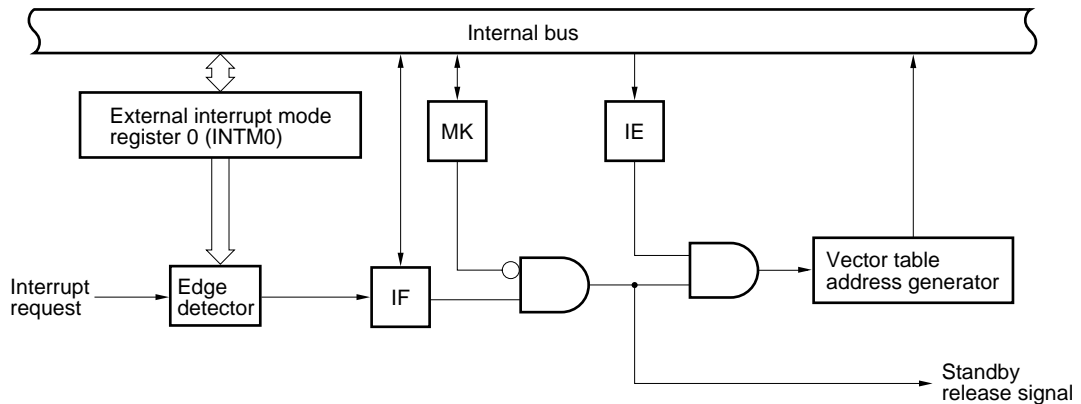 Internal bus
External interrupt mode
register 0 (INTM0)
MK
IE
Interrupt
request
Edge
detector
IF
Vector table
address generator
Standby
release signal